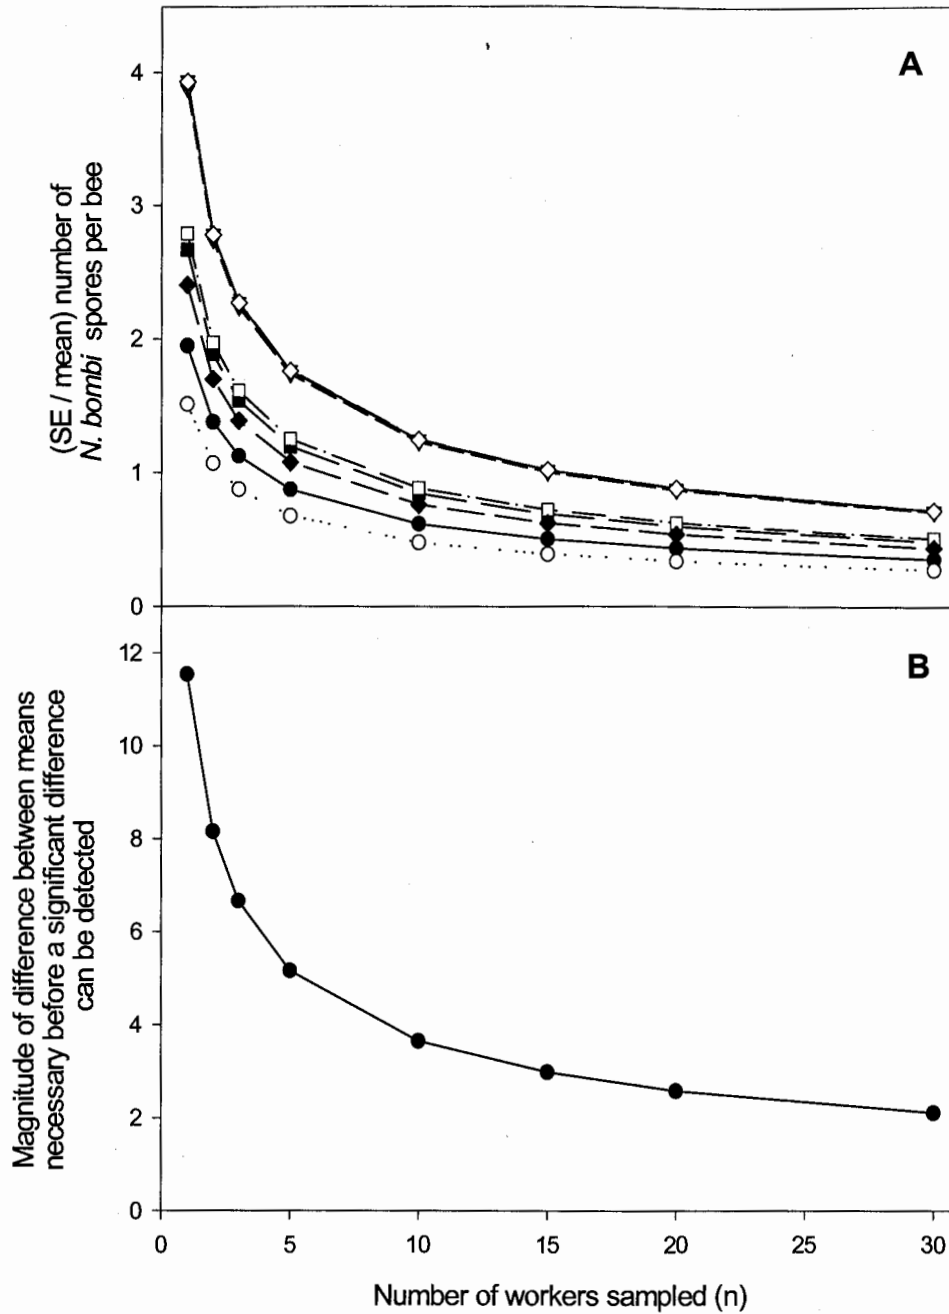 A
4
3
2
1
0
(SE / mean) number of
N. bombi spores per bee
B
12
10
8
6
4
2
0
Magnitude of difference between means
necessary before a significant difference
can be detected
0 5 10 15 20 25 30
Number of workers sampled (n)